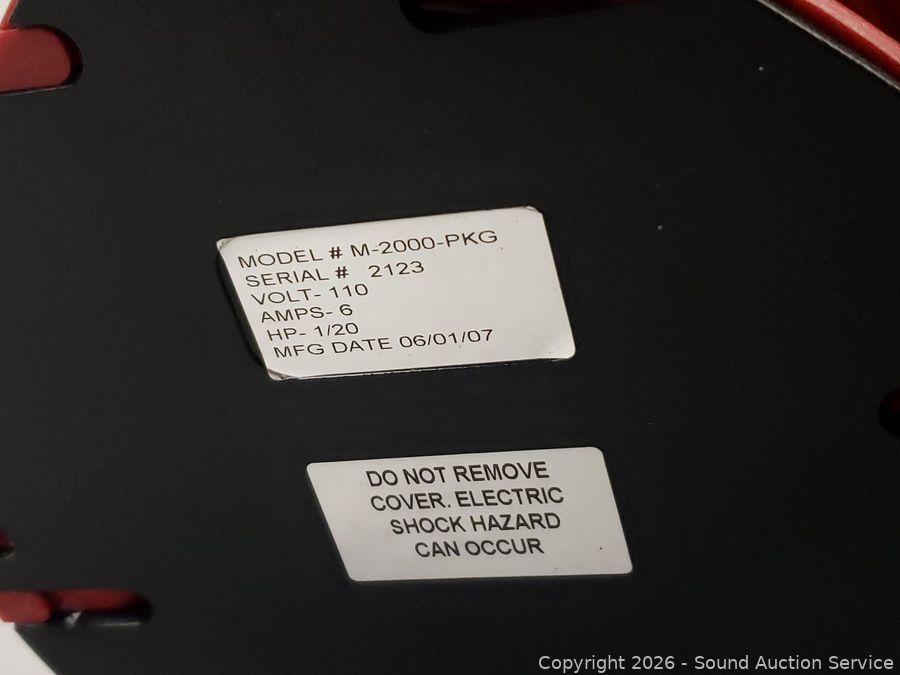 MODEL # M-2000-PKG
SERIAL # 2123
VOLT- 110
AMPS- 6
HP- 1/20
MFG DATE 06/01/07
DO NOT REMOVE
COVER. ELECTRIC
SHOCK HAZARD
CAN OCCUR
Copyright 2026 - Sound Auction Service